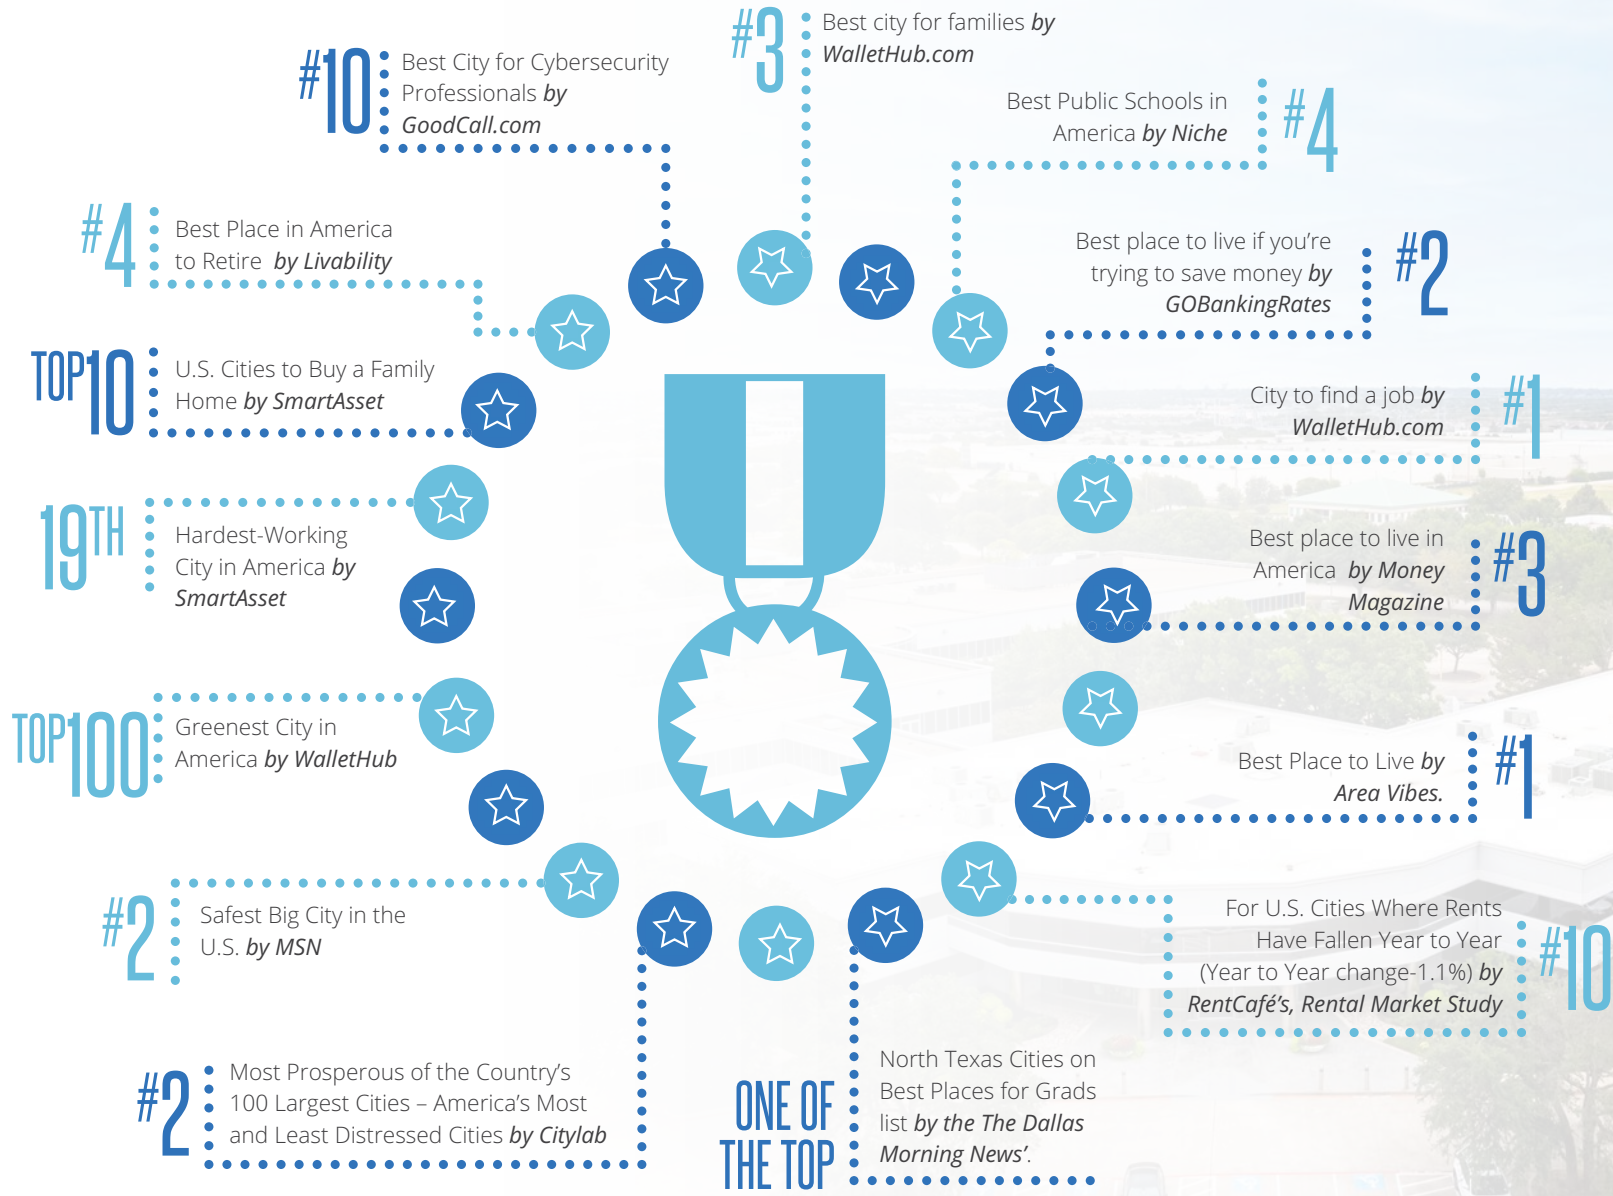 #3
Best city for families by
WalletHub.com
#10
Best City for Cybersecurity
Professionals by
GoodCall.com
Best Public Schools in
America by Niche
#4
#4
Best Place in America
to Retire by Livability
Best place to live if you’re
trying to save money by
GOBankingRates
#2
TOP10
U.S. Cities to Buy a Family
Home by SmartAsset
City to find a job by
WalletHub.com
#1
19TH
Hardest-Working
City in America by
SmartAsset
Best place to live in
America by Money
Magazine
#3
TOP100
Greenest City in
America by WalletHub
Best Place to Live by
Area Vibes.
#1
#2
Safest Big City in the
U.S. by MSN
For U.S. Cities Where Rents
Have Fallen Year to Year
(Year to Year change-1.1%) by
RentCafé’s, Rental Market Study
#10
#2
Most Prosperous of the Country’s
100 Largest Cities – America’s Most
and Least Distressed Cities by Citylab
ONE OF
THE TOP
North Texas Cities on
Best Places for Grads
list by the The Dallas
Morning News’.